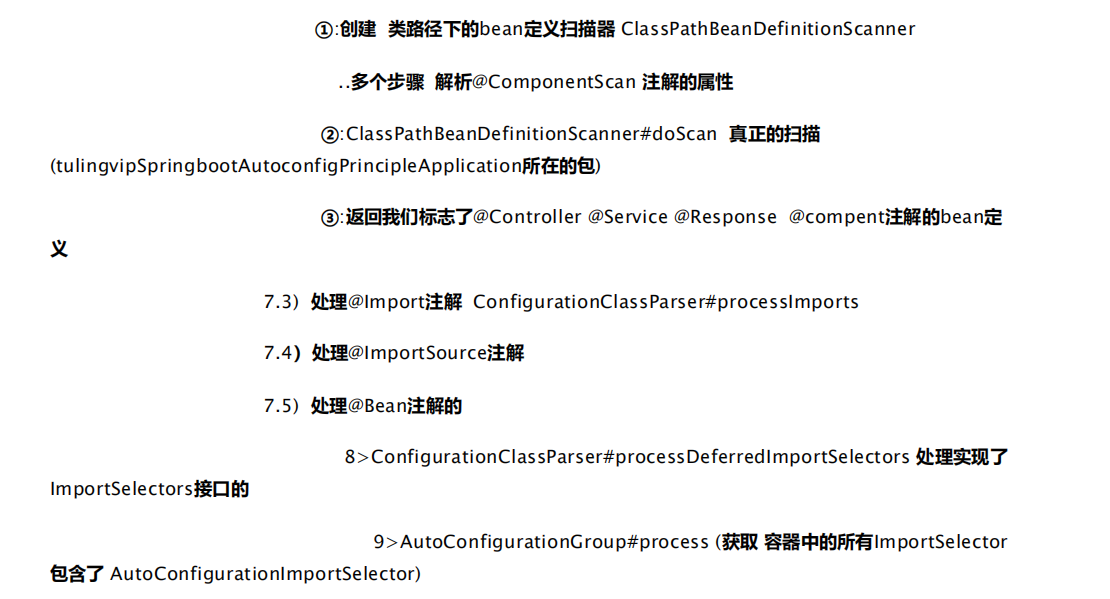 ①:创建 类路径下的bean定义扫描器 ClassPathBeanDefinitionScanner
..多个步骤 解析@ComponentScan 注解的属性
②:ClassPathBeanDefinitionScanner#doScan 真正的扫描
(tulingvipSpringbootAutoconfigPrincipleApplication所在的包)
③:返回我们标志了@Controller @Service @Response @compent注解的bean定
义
7.3) 处理@Import注解 ConfigurationClassParser#processImports
7.4) 处理@ImportSource注解
7.5) 处理@Bean注解的
8>ConfigurationClassParser#processDeferredImportSelectors 处理实现了
ImportSelectors接口的
9>AutoConfigurationGroup#process (获取 容器中的所有ImportSelector
包含了 AutoConfigurationImportSelector)